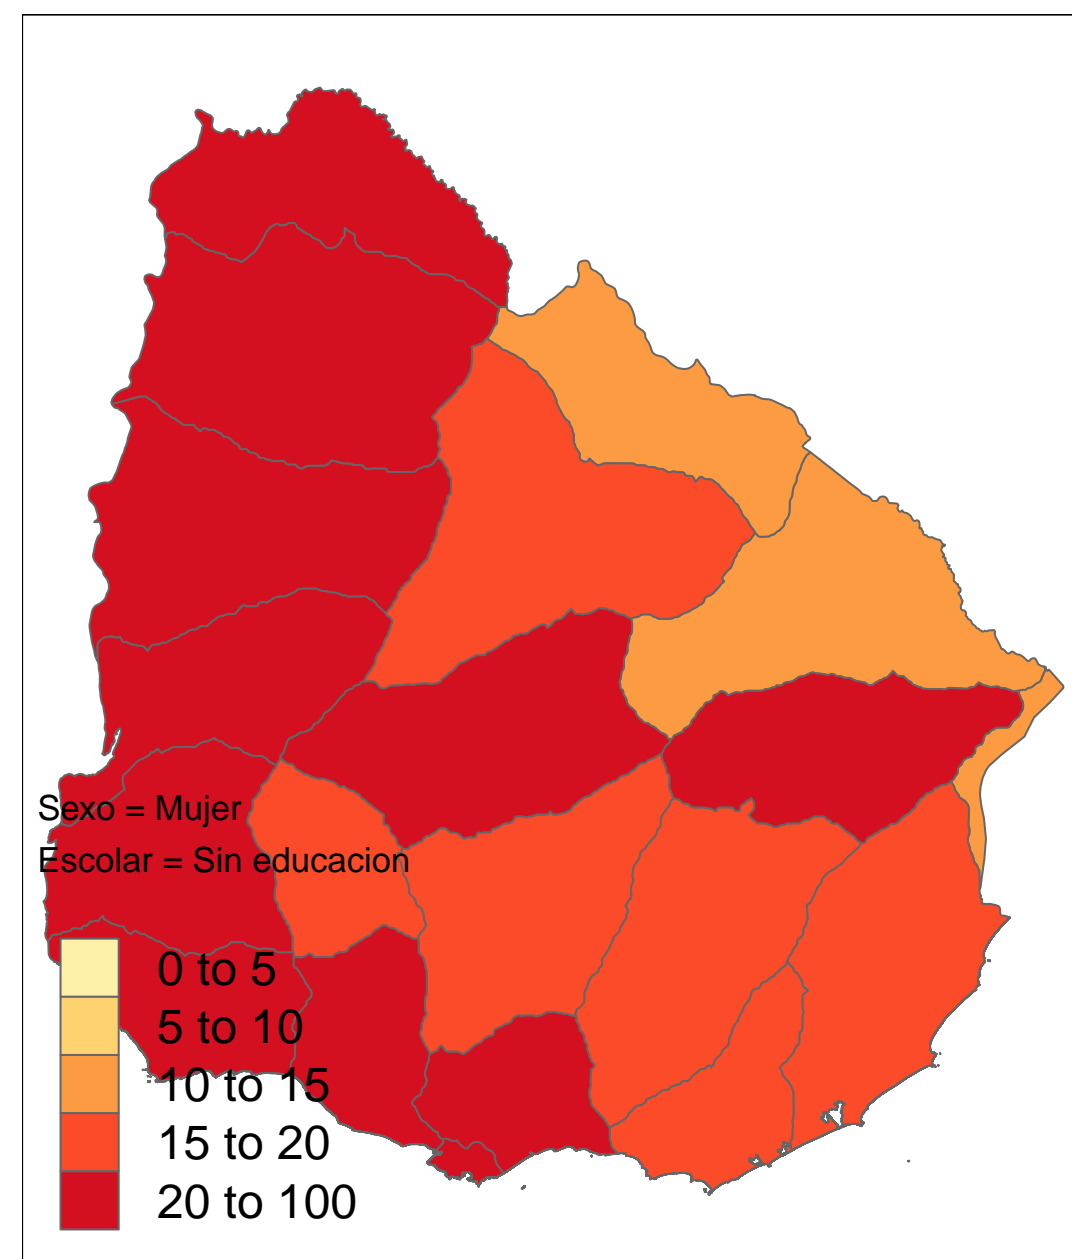 Sexo = Mujer
Escolar = Sin educacion
0 to 5
5 to 10
10 to 15
15 to 20
20 to 100